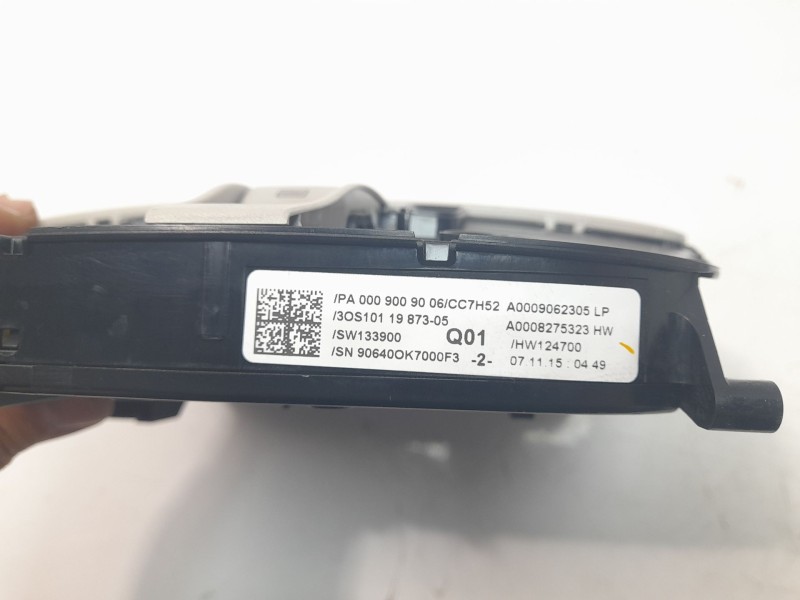 /PA 000 900 90 06/CC7H52 A0009062305 LP
/3OS101 19 873-05 A0008275323 HW
/SW133900 Q01 /HW124700
/SN 90640OK7000F3 -2- 07.11.15 : 04 49